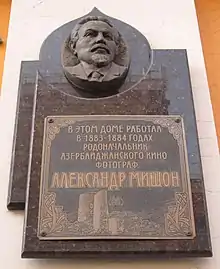 В ЭТОМ ДОМЕ РАБОТАЛ
В 1883-1884 ГОДАХ
РОДОНАЧАЛЬНИК
АЗЕРБАЙДЖАНСКОГО КИНО
ФОТОГРАФ
АЛЕКСАНДР МИШОН